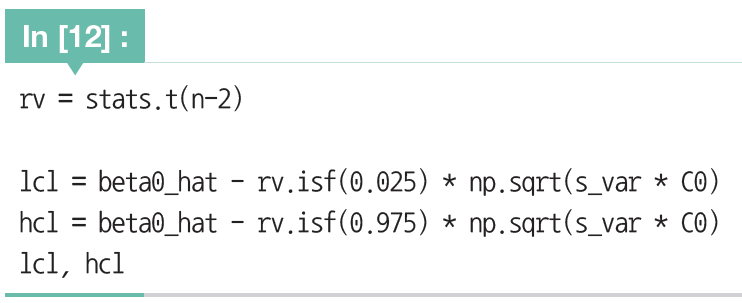 In [12] :
rv = stats.t(n-2)
lcl = beta0_hat - rv.isf(0.025) * np.sqrt(s_var * C0)
hcl = beta0_hat - rv.isf(0.975) * np.sqrt(s_var * C0)
lcl, hcl